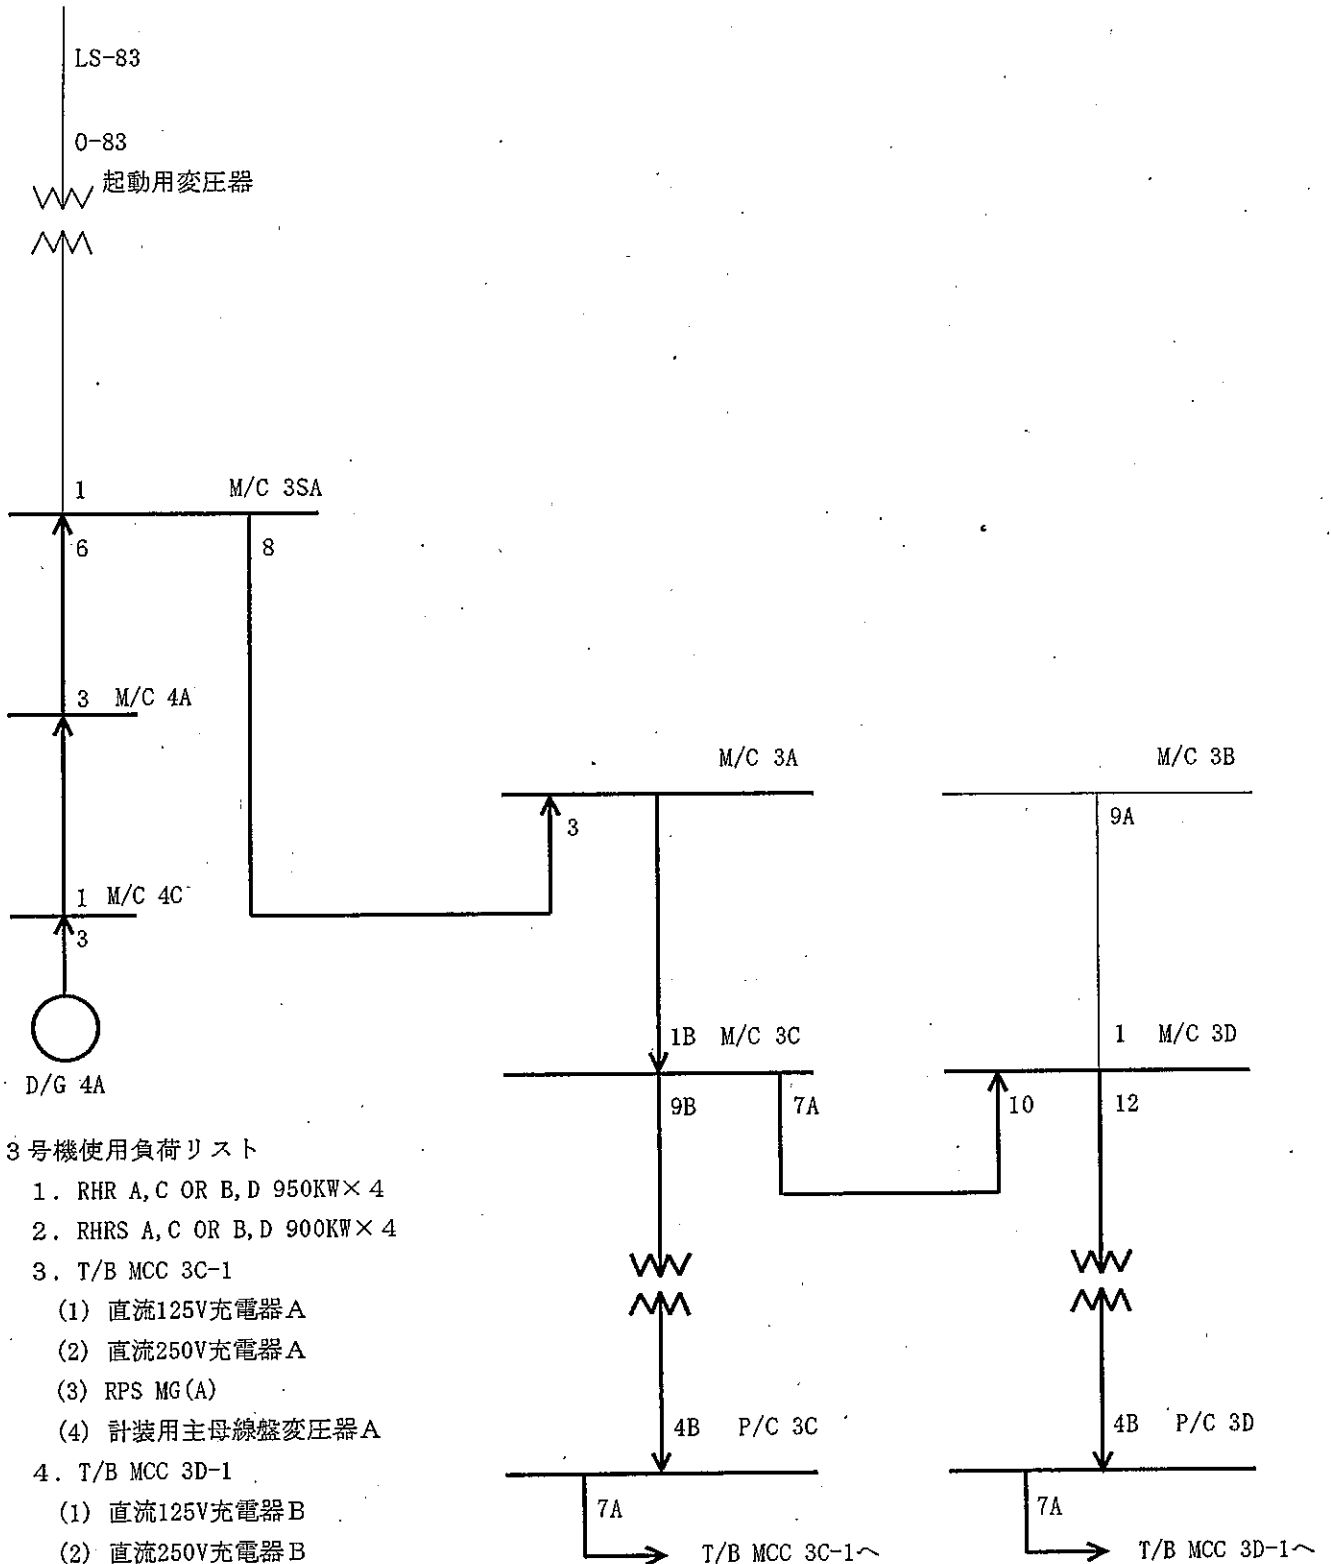 LS-83
O-83
起動用変圧器
1 M/C 3SA
6 8
3 M/C 4A
M/C 3A M/C 3B
3 9A
1 M/C 4C
3
D/G 4A
1B M/C 3C 1 M/C 3D
9B 7A 10 12
3号機使用負荷リスト
1. RHR A,C OR B,D 950KW×4
2. RHRS A,C OR B,D 900KW×4
3. T/B MCC 3C-1
(1) 直流125V充電器A
(2) 直流250V充電器A
(3) RPS MG(A)
(4) 計装用主母線盤変圧器A
4. T/B MCC 3D-1
(1) 直流125V充電器B
(2) 直流250V充電器B
4B P/C 3C 4B P/C 3D
7A 7A
T/B MCC 3C-1～ T/B MCC 3D-1～